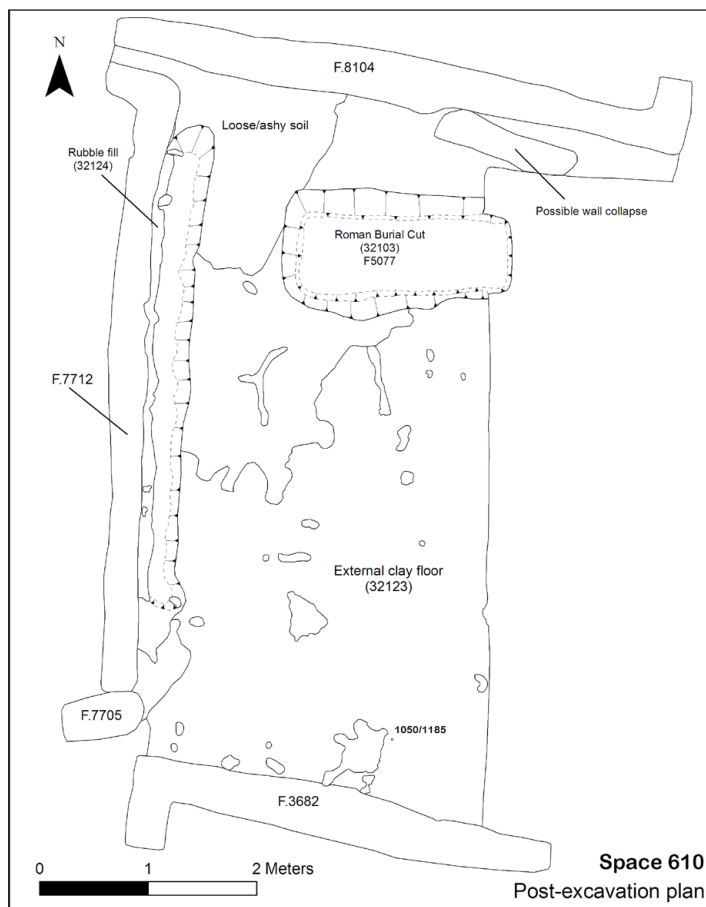 N
F.8104
Loose/ashy soil
Rubble fill
(32124)
Possible wall collapse
Roman Burial Cut
(32103)
F5077
F.7712
External clay floor
(32123)
F.7705
1050/1185
F.3682
0 1 2 Meters
Space 610
Post-excavation plan